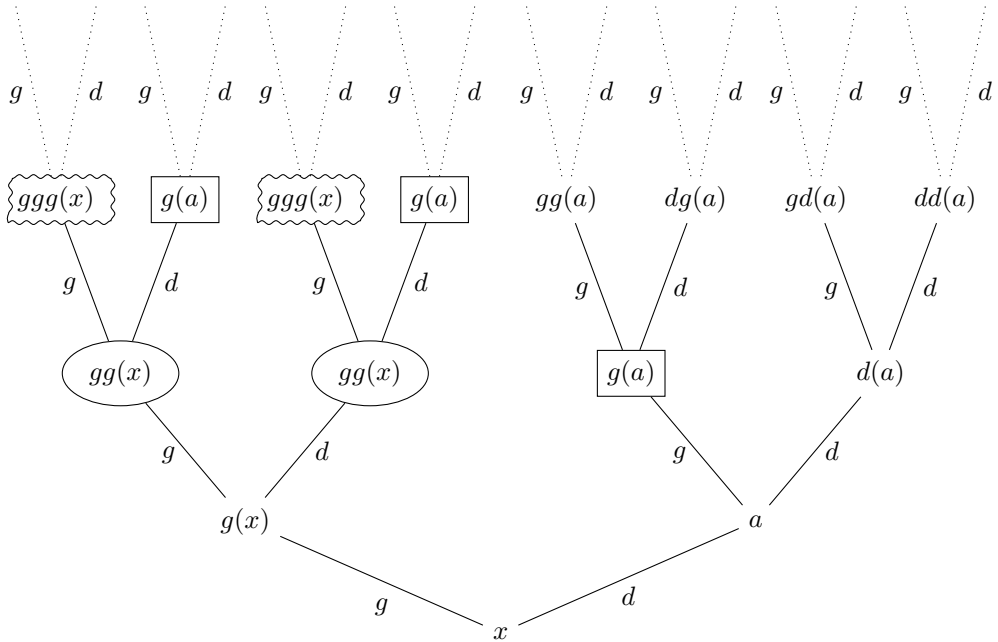 g d g d g d g d g d g d g d g d
ggg(x) g(a) ggg(x) g(a) gg(a) dg(a) gd(a) dd(a)
g d g d g d g d
gg(x) gg(x) g(a) d(a)
g d g d
g(x) a
g d
x